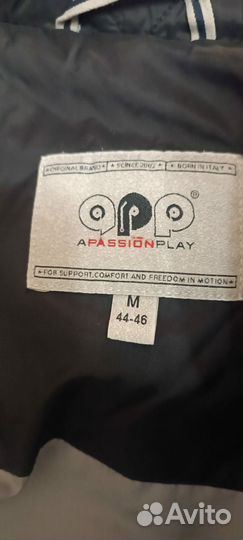 ★ ORIGINAL BRAND ★ SINCE 2002 ★ BORN IN ITALY ★
app®
APASSIONPLAY
★ FOR SUPPORT, COMFORT AND FREEDOM IN MOTION ★
M
44-46
Avito